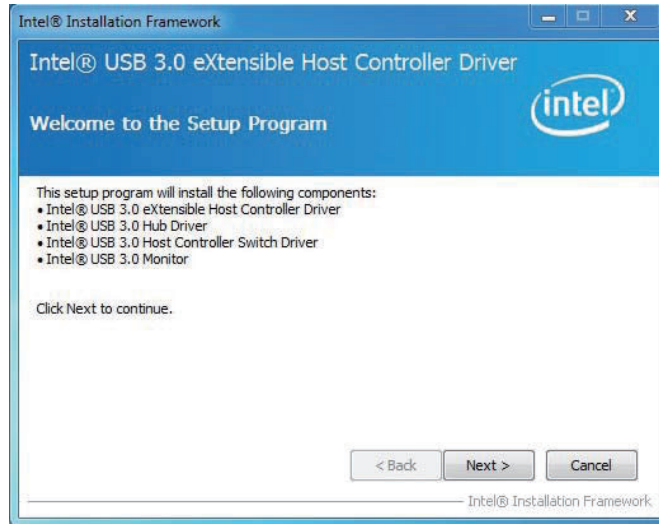 Intel® Installation Framework
Intel® USB 3.0 eXtensible Host Controller Driver
Welcome to the Setup Program
intel
This setup program will install the following components:
• Intel® USB 3.0 eXtensible Host Controller Driver
• Intel® USB 3.0 Hub Driver
• Intel® USB 3.0 Host Controller Switch Driver
• Intel® USB 3.0 Monitor
Click Next to continue.
< Back Next > Cancel
Intel® Installation Framework